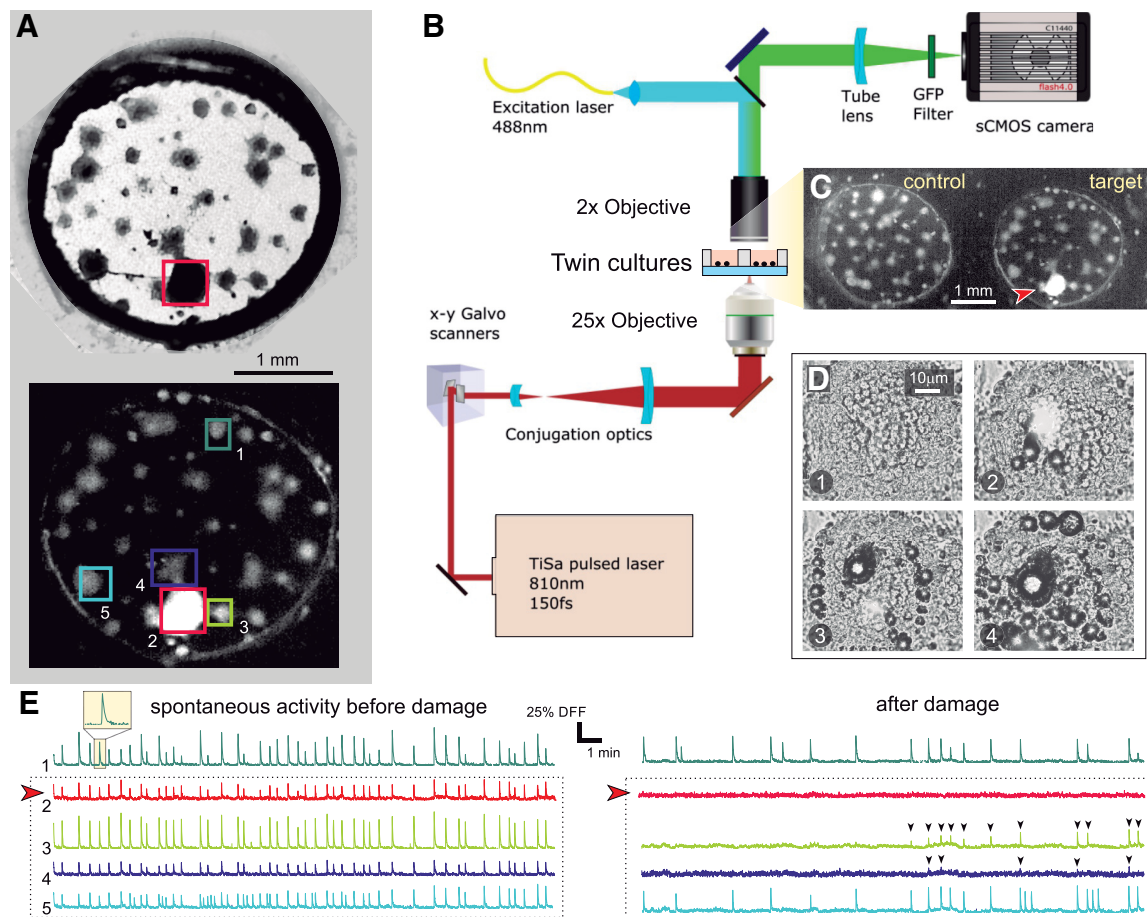 A
1 mm
1
4
5
2
3
B
Excitation laser
488nm
Tube
lens
GFP
Filter
C11440
flash4.0
sCMOS camera
2x Objective
Twin cultures
25x Objective
x-y Galvo
scanners
Conjugation optics
TiSa pulsed laser
810nm
150fs
C
control
target
1 mm
D
10µm
1
2
3
4
E
spontaneous activity before damage
25% DFF
1 min
after damage
1
2
3
4
5